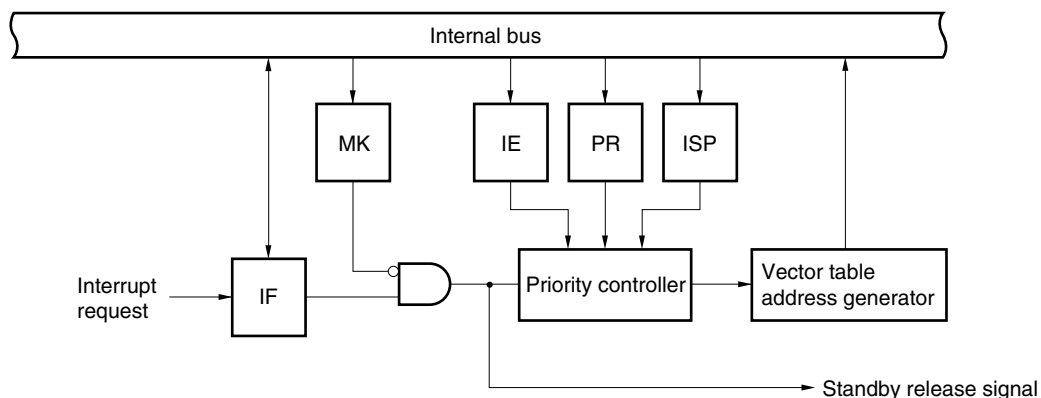 Internal bus
MK
IE
PR
ISP
Interrupt
request
IF
Priority controller
Vector table
address generator
Standby release signal